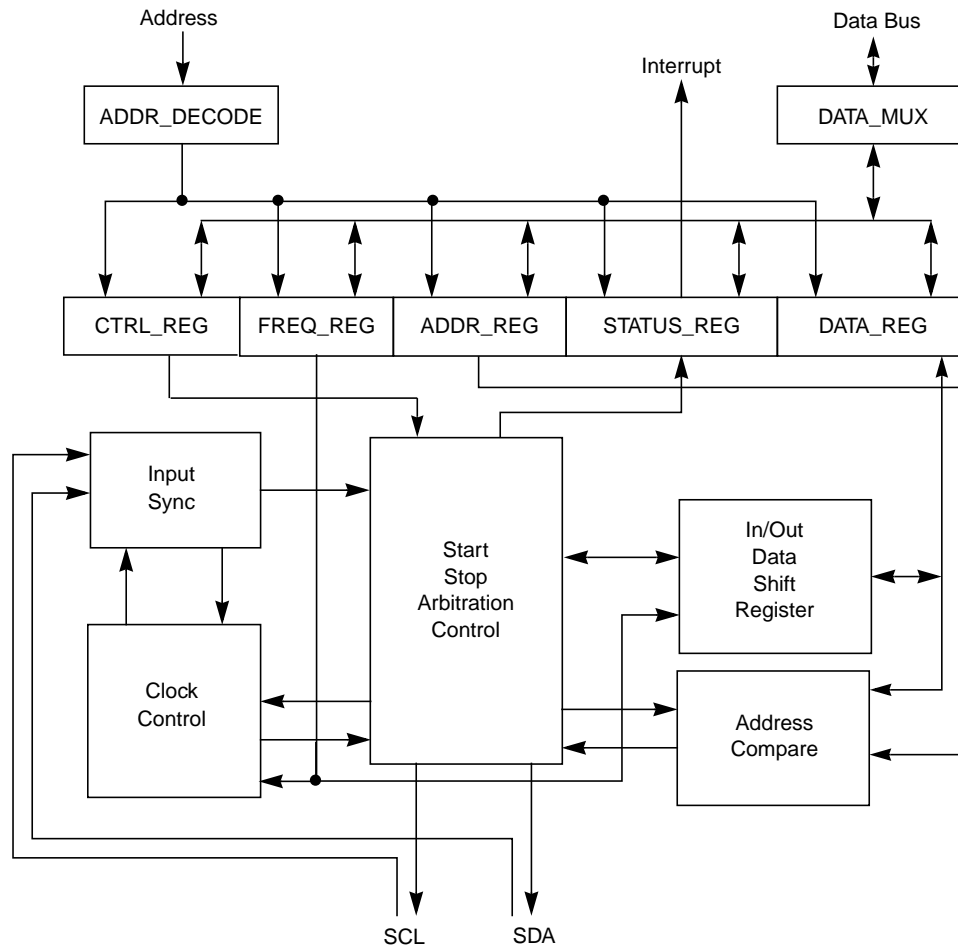 Address
Data Bus
Interrupt
ADDR_DECODE
DATA_MUX
CTRL_REG
FREQ_REG
ADDR_REG
STATUS_REG
DATA_REG
Input
Sync
Start
Stop
Arbitration
Control
In/Out
Data
Shift
Register
Clock
Control
Address
Compare
SCL
SDA